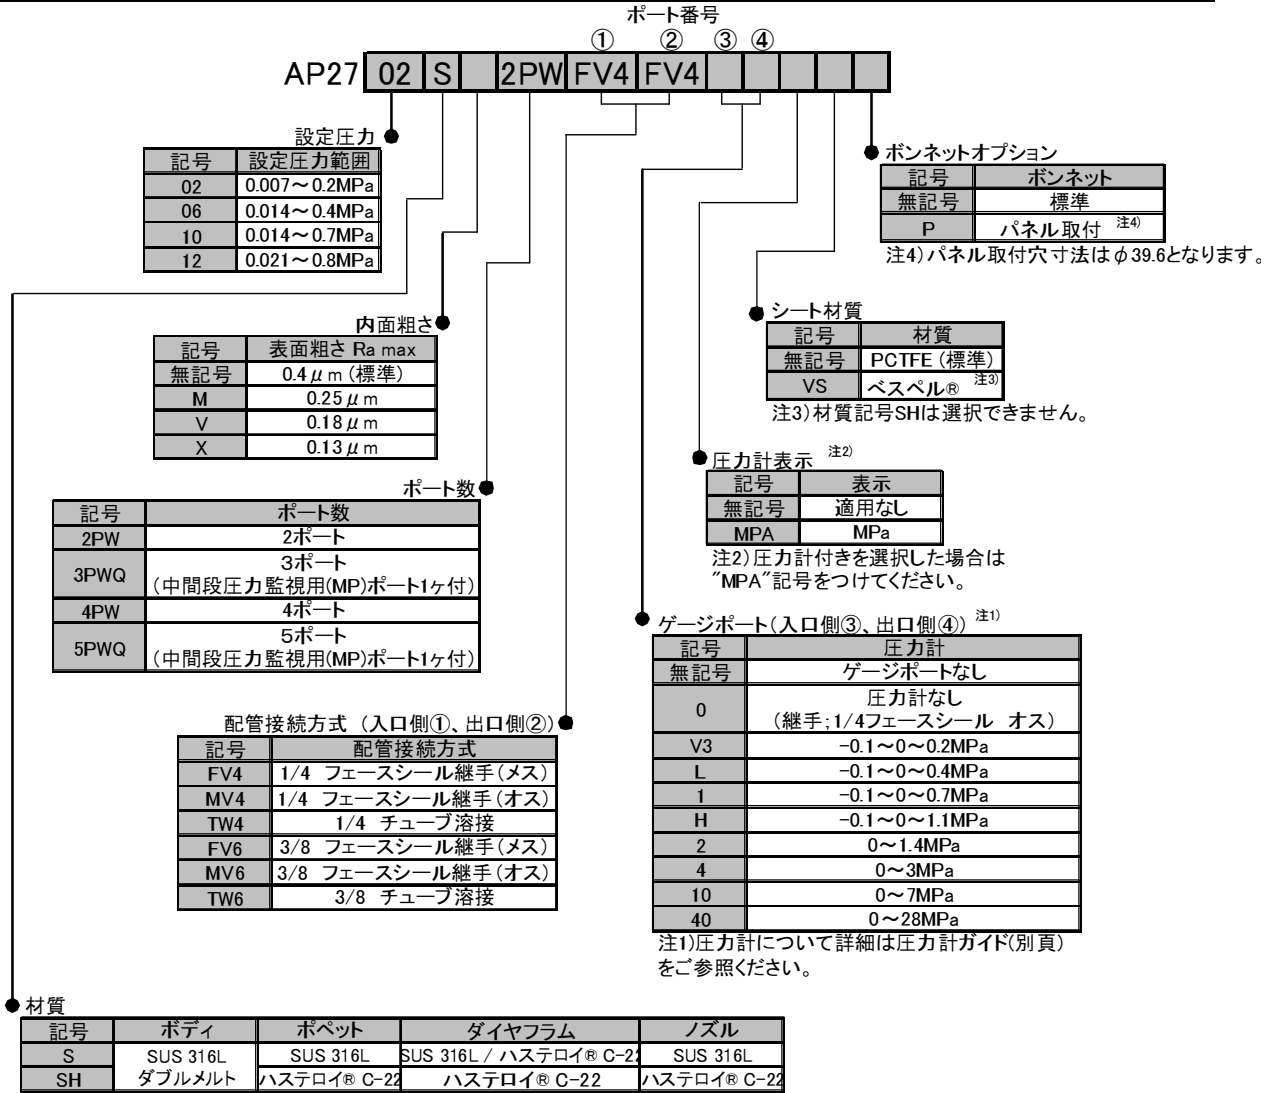 ポート番号
① ② ③ ④
AP27 02 S 2PW FV4 FV4
設定圧力
記号 設定圧力範囲
02 0.007～0.2MPa
06 0.014～0.4MPa
10 0.014～0.7MPa
12 0.021～0.8MPa
ボンネットオプション
記号 ボンネット
無記号 標準
P パネル取付 注4)
注4)パネル取付穴寸法はφ39.6となります。
内面粗さ
記号 表面粗さ Ra max
無記号 0.4μm(標準)
M 0.25μm
V 0.18μm
X 0.13μm
シート材質
記号 材質
無記号 PCTFE(標準)
VS ベスペル® 注3)
注3)材質記号SHは選択できません。
圧力計表示 注2)
記号 表示
無記号 適用なし
MPA MPa
注2)圧力計付きを選択した場合は
"MPA"記号をつけてください。
ポート数
記号 ポート数
2PW 2ポート
3PWQ 3ポート
(中間段圧力監視用(MP)ポート1ヶ付)
4PW 4ポート
5PWQ 5ポート
(中間段圧力監視用(MP)ポート1ヶ付)
ゲージポート(入口側③、出口側④) 注1)
記号 圧力計
無記号 ゲージポートなし
0 圧力計なし
(継手;1/4フェースシール オス)
V3 -0.1～0～0.2MPa
L -0.1～0～0.4MPa
1 -0.1～0～0.7MPa
H -0.1～0～1.1MPa
2 0～1.4MPa
4 0～3MPa
10 0～7MPa
40 0～28MPa
注1)圧力計について詳細は圧力計ガイド(別頁)
をご参照ください。
配管接続方式 (入口側①、出口側②)
記号 配管接続方式
FV4 1/4 フェースシール継手(メス)
MV4 1/4 フェースシール継手(オス)
TW4 1/4 チューブ溶接
FV6 3/8 フェースシール継手(メス)
MV6 3/8 フェースシール継手(オス)
TW6 3/8 チューブ溶接
材質
記号 ボディ ポペット ダイヤフラム ノズル
S SUS 316L SUS 316L SUS 316L / ハステロイ® C-22 SUS 316L
SH ダブルメルト ハステロイ® C-22 ハステロイ® C-22 ハステロイ® C-22